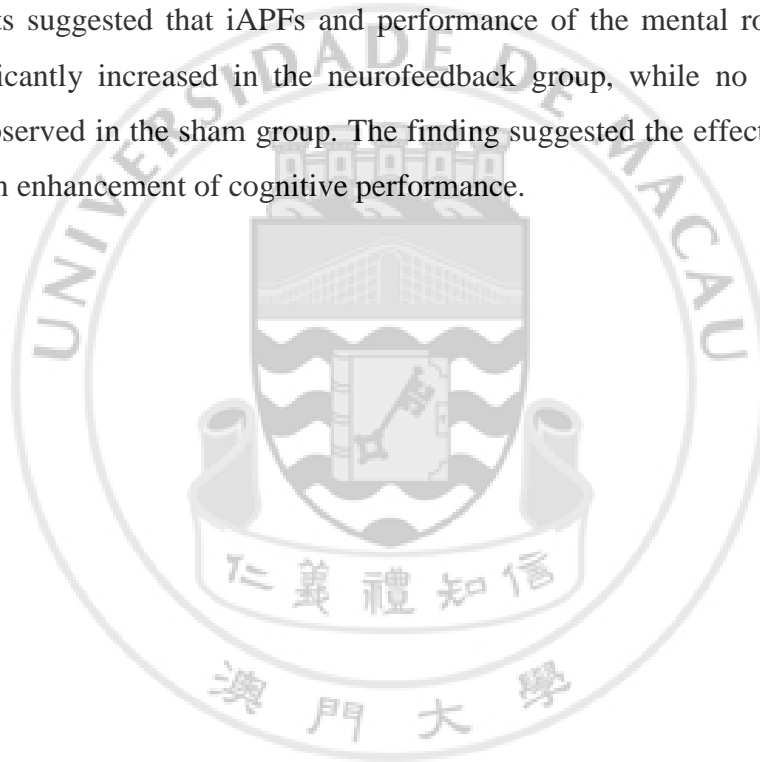 ts suggested that iAPFs and performance of the mental ro
icantly increased in the neurofeedback group, while no
bserved in the sham group. The finding suggested the effect
n enhancement of cognitive performance.
UNIVERSIDADE DE MACAU
仁義禮知信
澳門大學